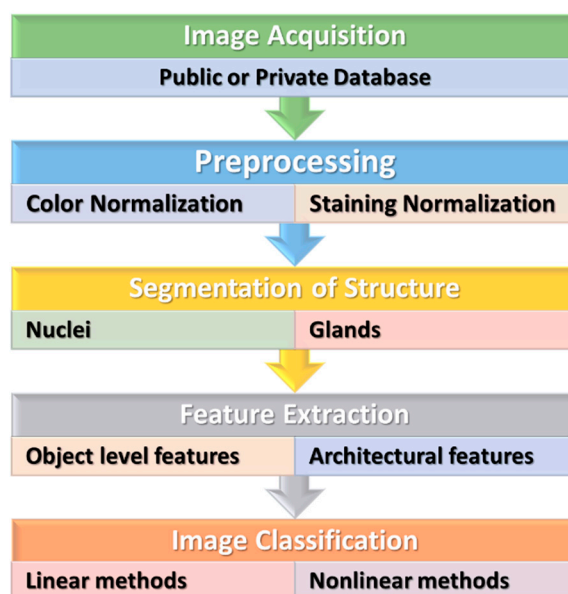 Image Acquisition
Public or Private Database
Preprocessing
Color Normalization
Staining Normalization
Segmentation of Structure
Nuclei
Glands
Feature Extraction
Object level features
Architectural features
Image Classification
Linear methods
Nonlinear methods